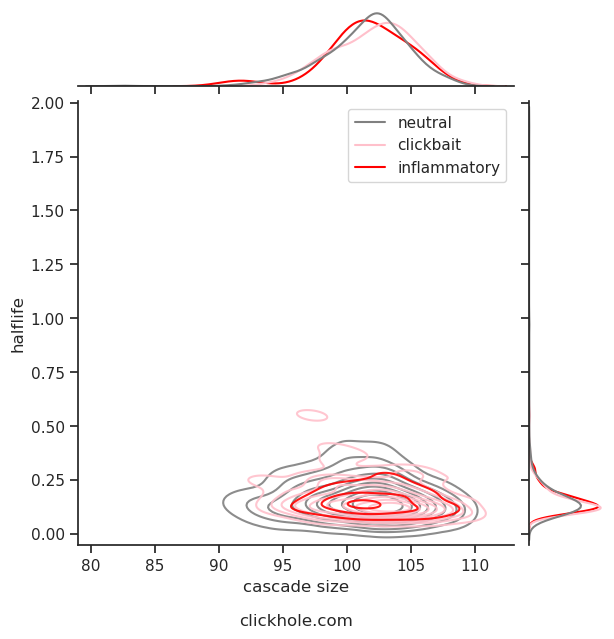 2.00
1.75
1.50
1.25
1.00
0.75
0.50
0.25
0.00
halflife
neutral
clickbait
inflammatory
80 85 90 95 100 105 110
cascade size
clickhole.com